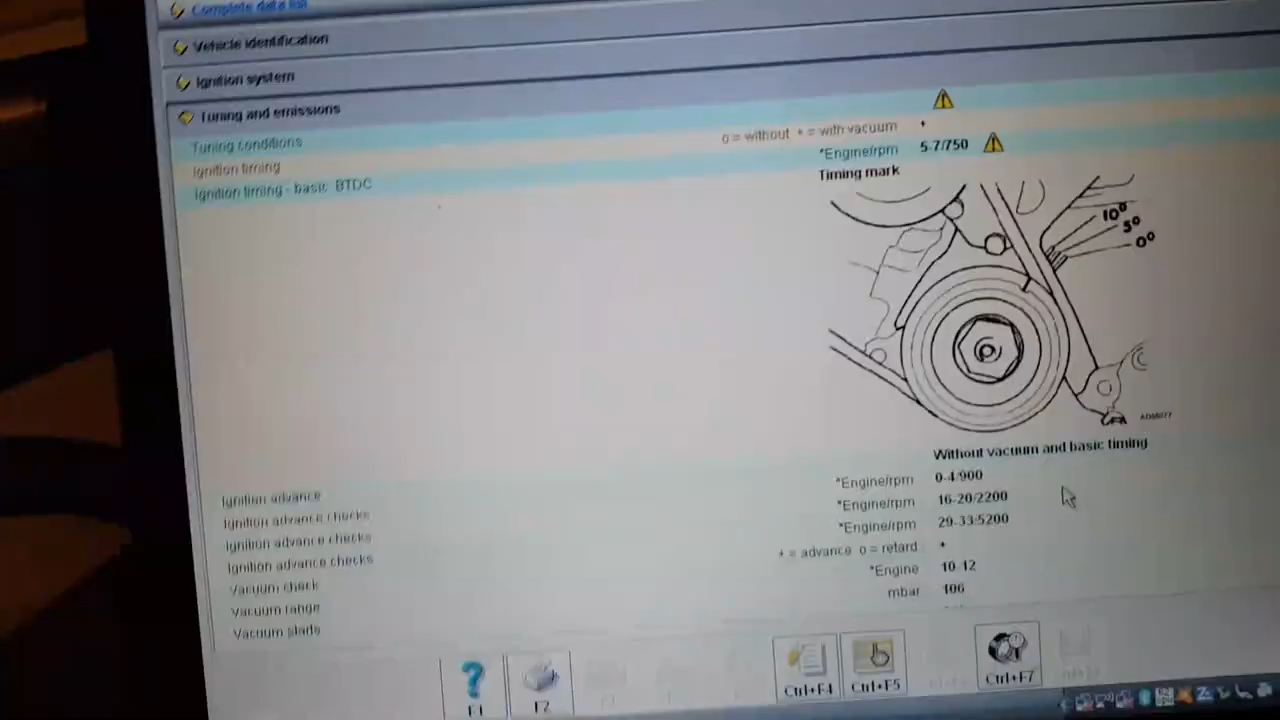 Complete data list
Vehicle identification
Ignition system
Tuning and emissions
Tuning conditions
Ignition timing o = without + = with vacuum +
Ignition timing - basic BTDC *Engine/rpm 5-7/750
Timing mark
10°
5°
0°
Without vacuum and basic timing
Ignition advance
Ignition advance checks *Engine/rpm 0-4/900
Ignition advance checks *Engine/rpm 16-20/2200
Ignition advance checks *Engine/rpm 29-33/5200
Vacuum check + = advance o = retard +
Vacuum range *Engine 10-12
Vacuum starts mbar 106
F1 F2 Ctrl+F4 Ctrl+F5 Ctrl+F7